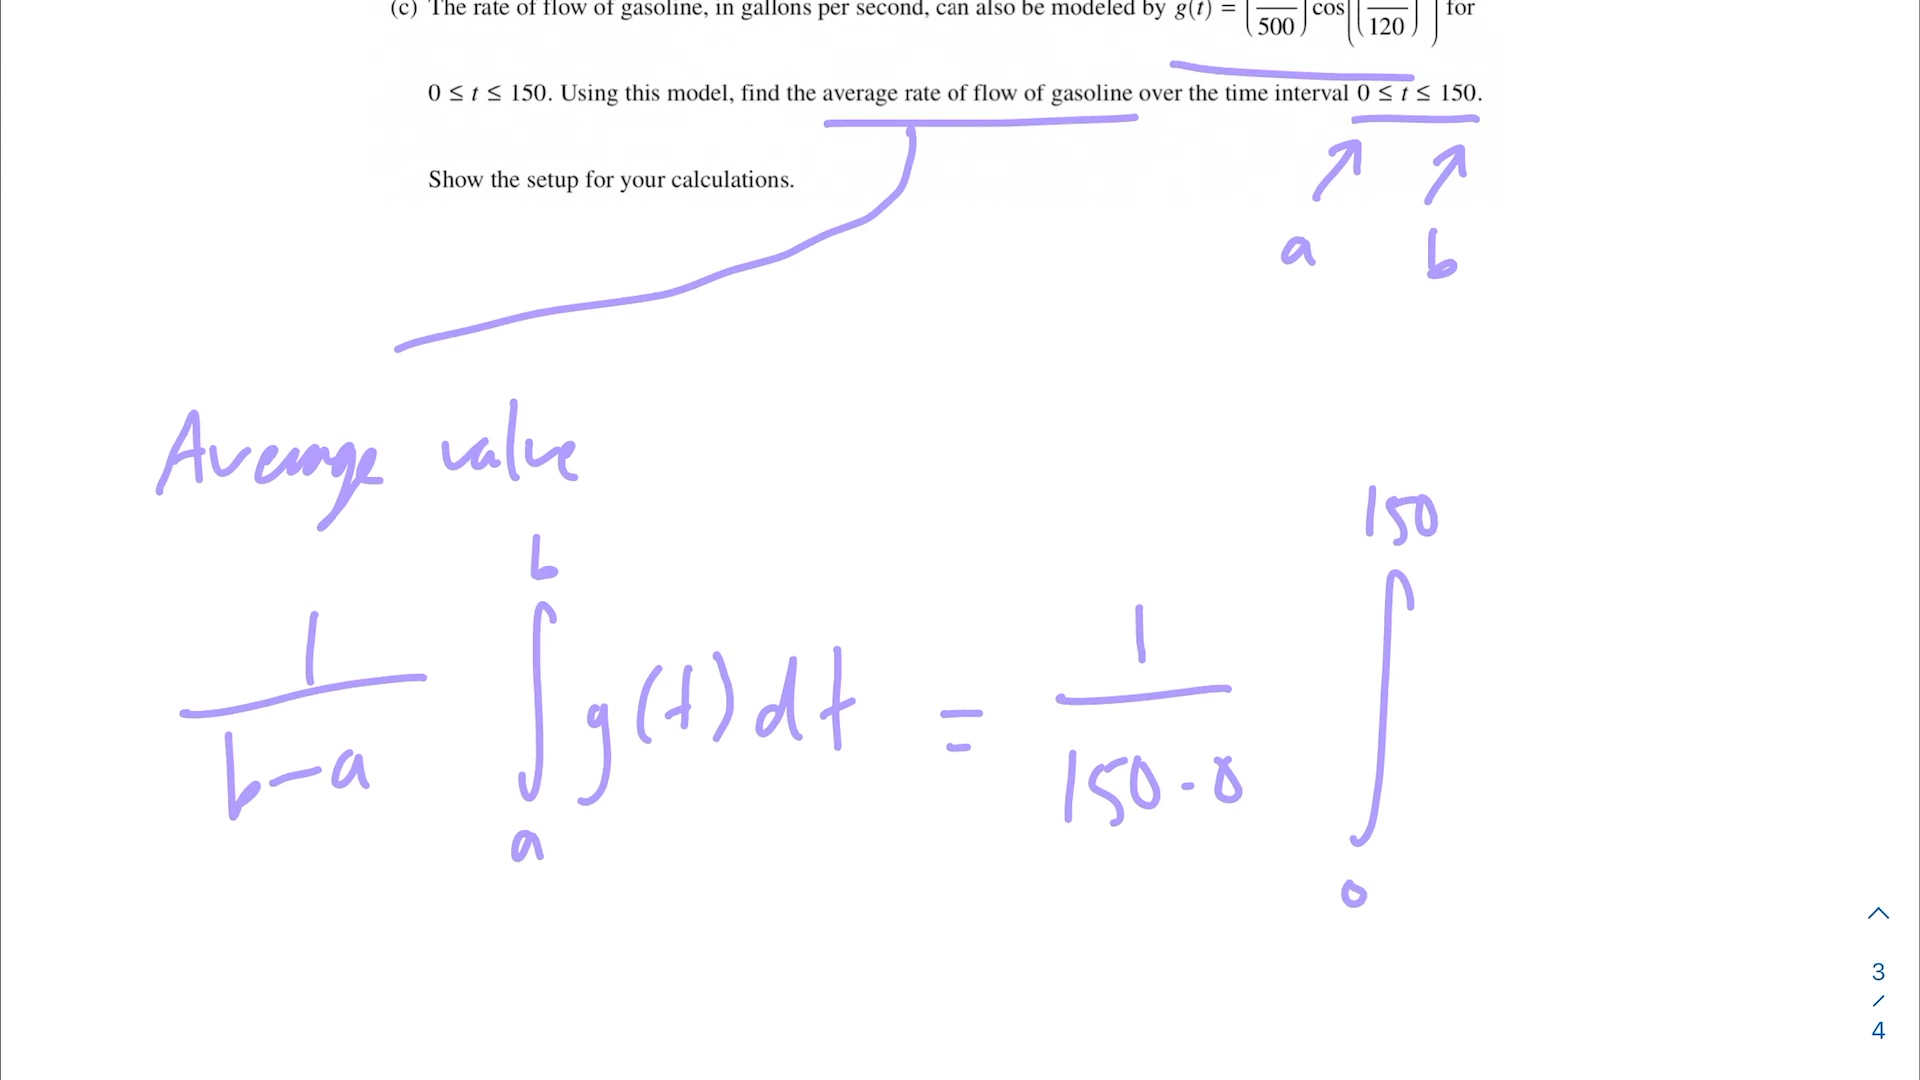 (c) The rate of flow of gasoline, in gallons per second, can also be modeled by g(t) = ( /500) cos(( /120) ) for
0 ≤ t ≤ 150. Using this model, find the average rate of flow of gasoline over the time interval 0 ≤ t ≤ 150.
Show the setup for your calculations.
a b
Average value
1/(b-a) ∫_a^b g(t) dt = 1/(150-0) ∫_0^150
3
/
4